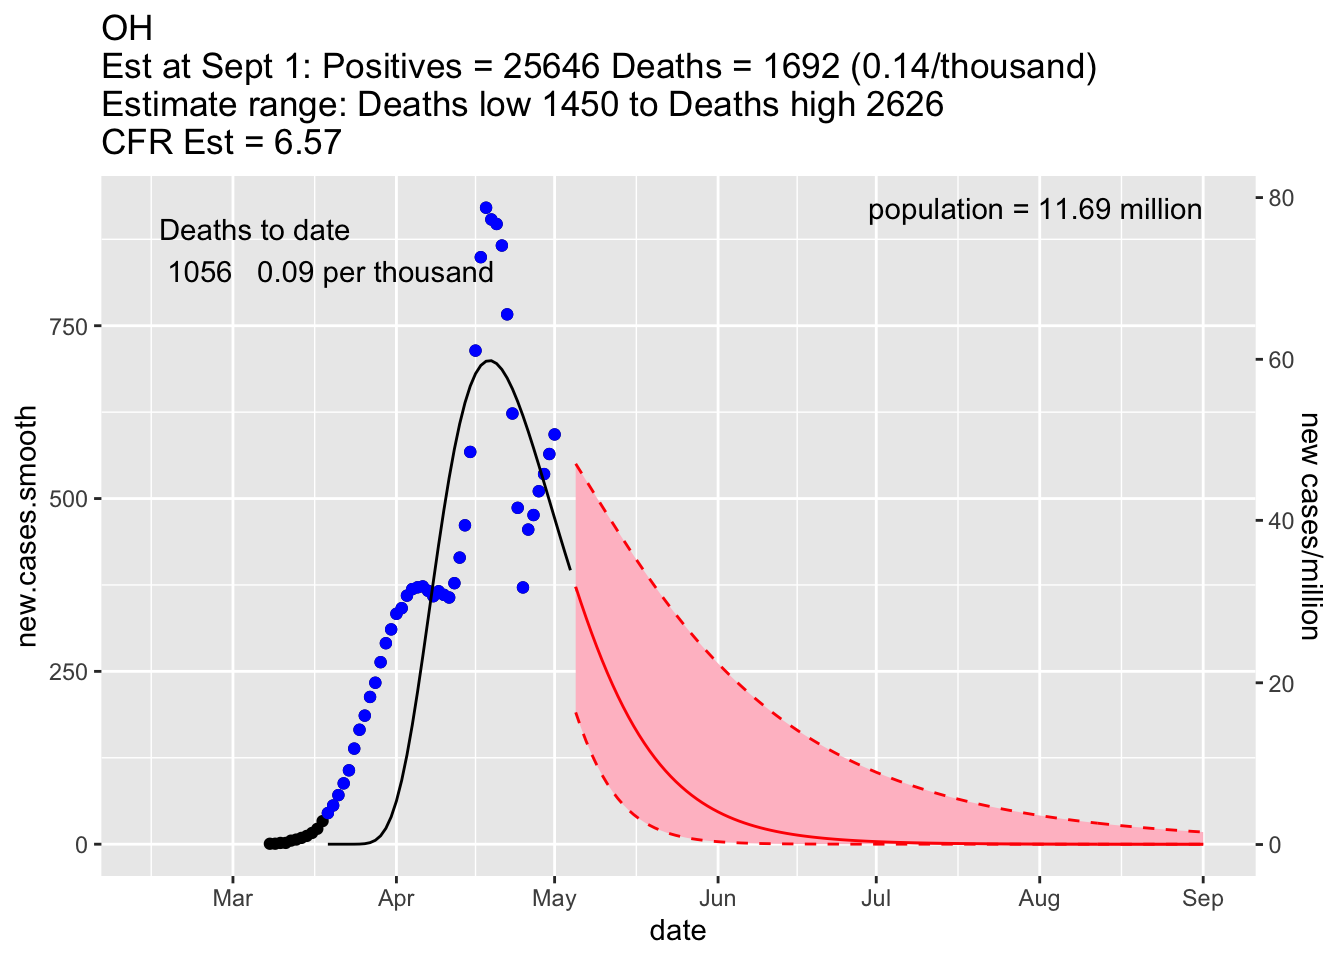 OH
Est at Sept 1: Positives = 25646 Deaths = 1692 (0.14/thousand)
Estimate range: Deaths low 1450 to Deaths high 2626
CFR Est = 6.57
Deaths to date
1056 0.09 per thousand
population = 11.69 million
750
500
250
0
new.cases.smooth
80
60
40
20
0
new cases/million
Mar Apr May Jun Jul Aug Sep
date